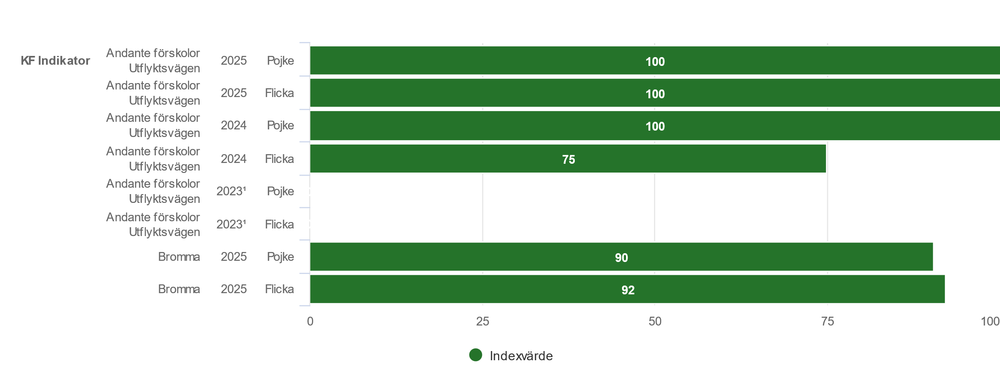 KF Indikator
Andante förskolor
Utflyktsvägen
2025
Pojke
100
Andante förskolor
Utflyktsvägen
2025
Flicka
100
Andante förskolor
Utflyktsvägen
2024
Pojke
100
Andante förskolor
Utflyktsvägen
2024
Flicka
75
Andante förskolor
Utflyktsvägen
2023¹
Pojke
Andante förskolor
Utflyktsvägen
2023¹
Flicka
Bromma
2025
Pojke
90
Bromma
2025
Flicka
92
0
25
50
75
100
Indexvärde